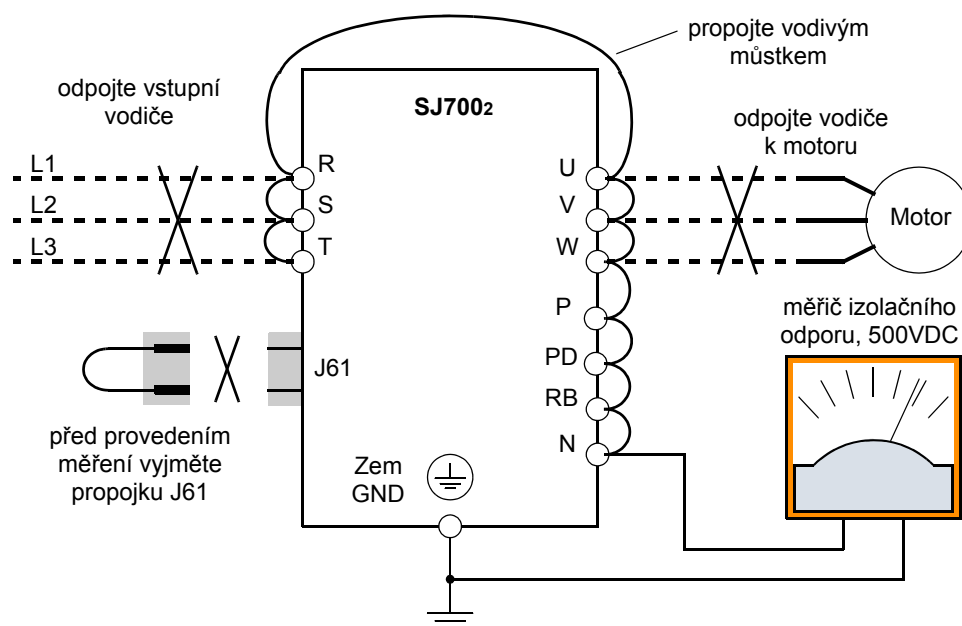 propojte vodivým
můstkem
odpojte vstupní
vodiče
SJ7002
odpojte vodiče
k motoru
L1
R
U
L2
S
V
Motor
L3
T
W
P
měřič izolačního
odporu, 500VDC
J61
PD
RB
před provedením
měření vyjměte
propojku J61
N
Zem
GND